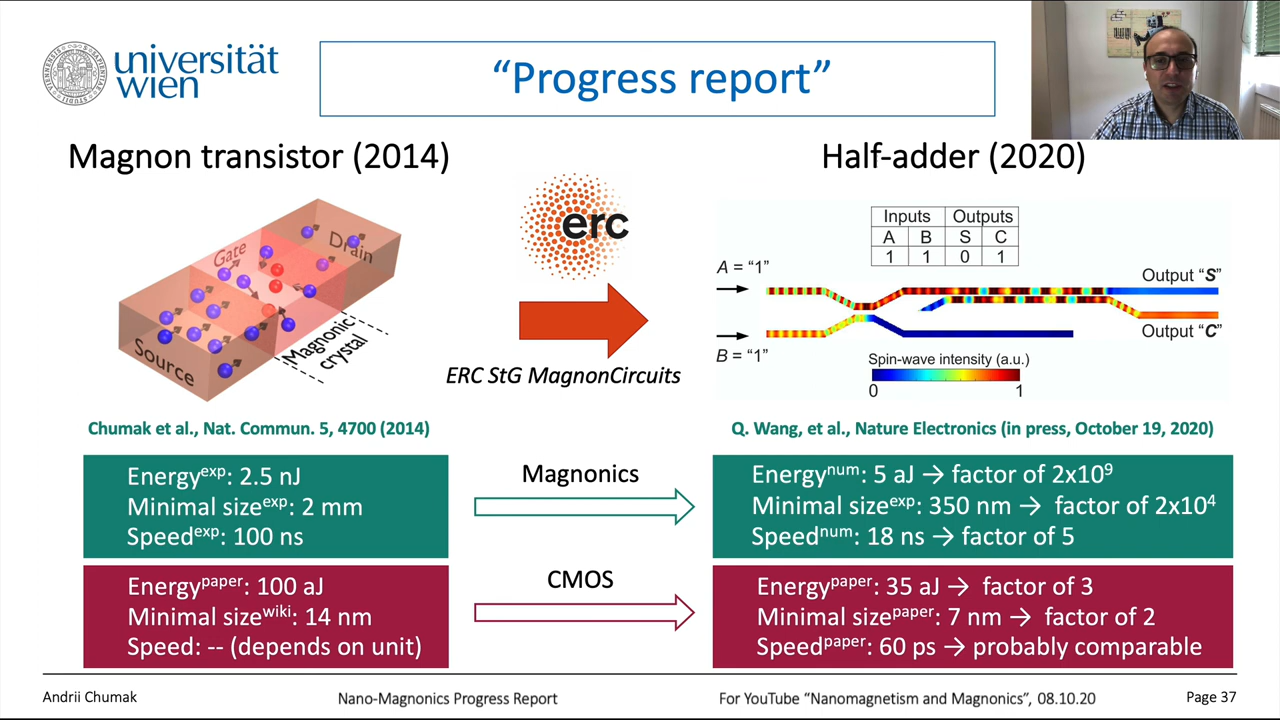 universität
wien
“Progress report”
Magnon transistor (2014)
Half-adder (2020)
Gate
Drain
Source
Magnonic
crystal
erc
ERC StG MagnonCircuits
Inputs Outputs
A B S C
1 1 0 1
A = “1”
B = “1”
Output “S”
Output “C”
Spin-wave intensity (a.u.)
0 1
Chumak et al., Nat. Commun. 5, 4700 (2014)
Q. Wang, et al., Nature Electronics (in press, October 19, 2020)
Energyexp: 2.5 nJ
Minimal sizeexp: 2 mm
Speedexp: 100 ns
Magnonics
Energynum: 5 aJ → factor of 2x10⁹
Minimal sizeexp: 350 nm → factor of 2x10⁴
Speednum: 18 ns → factor of 5
Energypaper: 100 aJ
Minimal sizewiki: 14 nm
Speed: -- (depends on unit)
CMOS
Energypaper: 35 aJ → factor of 3
Minimal sizepaper: 7 nm → factor of 2
Speedpaper: 60 ps → probably comparable
Andrii Chumak
Nano-Magnonics Progress Report
For YouTube “Nanomagnetism and Magnonics”, 08.10.20
Page 37